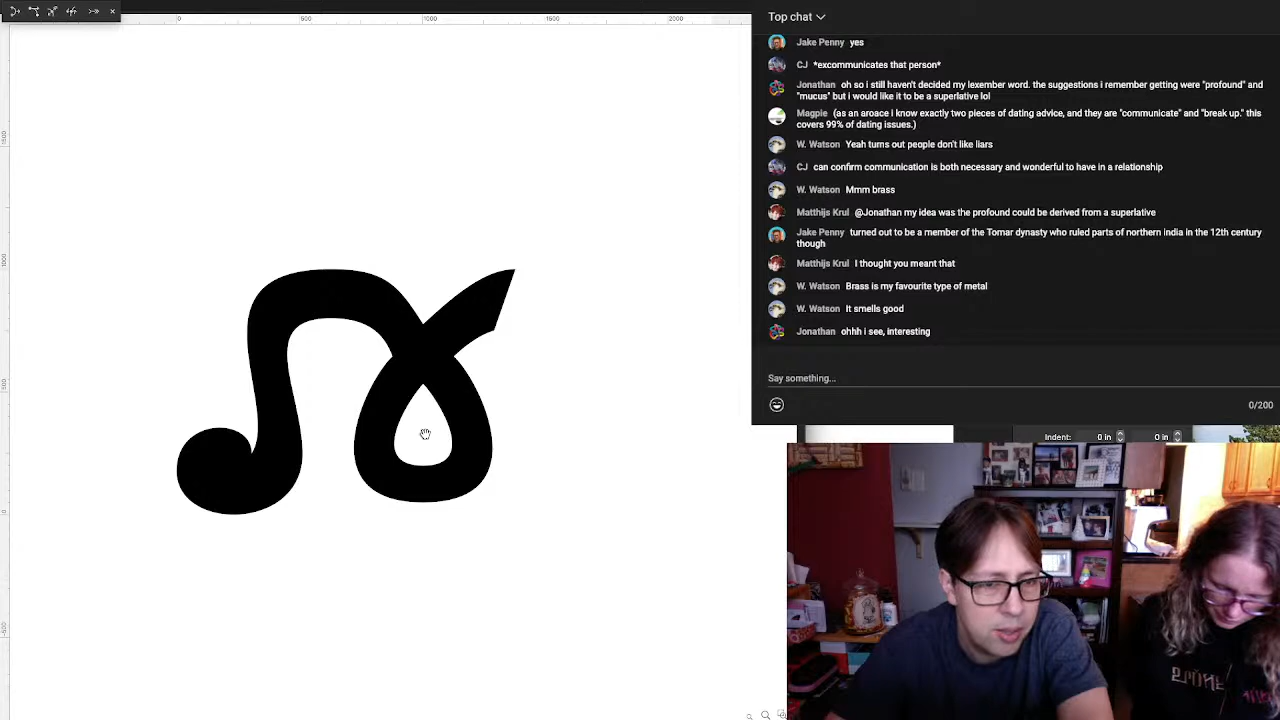 0 500 1000 1500 2000
Top chat
Jake Penny yes
CJ *excommunicates that person*
Jonathan oh so i still haven't decided my lexember word. the suggestions i remember getting were "profound" and
"mucus" but i would like it to be a superlative lol
Magpie (as an aroace i know exactly two pieces of dating advice, and they are "communicate" and "break up." this
covers 99% of dating issues.)
W. Watson Yeah turns out people don't like liars
CJ can confirm communication is both necessary and wonderful to have in a relationship
W. Watson Mmm brass
Matthijs Krul @Jonathan my idea was the profound could be derived from a superlative
Jake Penny turned out to be a member of the Tomar dynasty who ruled parts of northern india in the 12th century
though
Matthijs Krul I thought you meant that
W. Watson Brass is my favourite type of metal
W. Watson It smells good
Jonathan ohhh i see, interesting
Say something...
0/200
Indent: 0 in 0 in